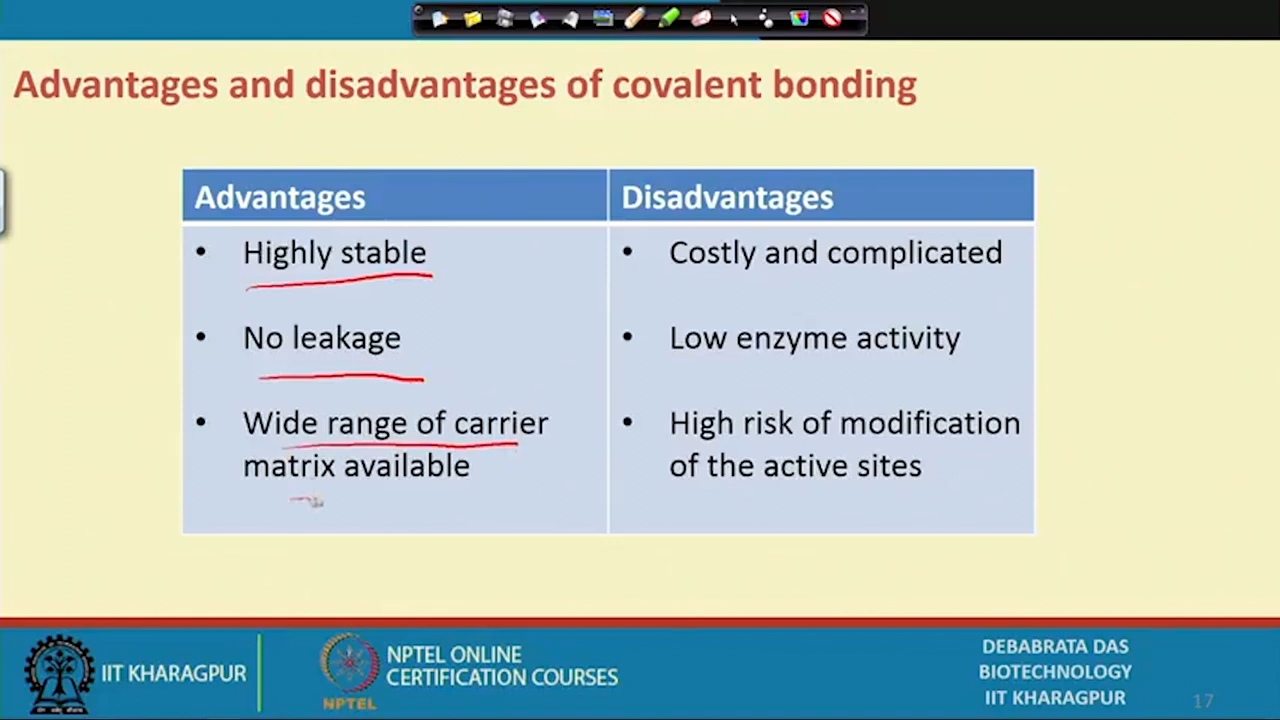 Advantages and disadvantages of covalent bonding
Advantages
Disadvantages
• Highly stable
• Costly and complicated
• No leakage
• Low enzyme activity
• Wide range of carrier
matrix available
• High risk of modification
of the active sites
IIT KHARAGPUR
NPTEL
NPTEL ONLINE
CERTIFICATION COURSES
DEBABRATA DAS
BIOTECHNOLOGY
IIT KHARAGPUR
17